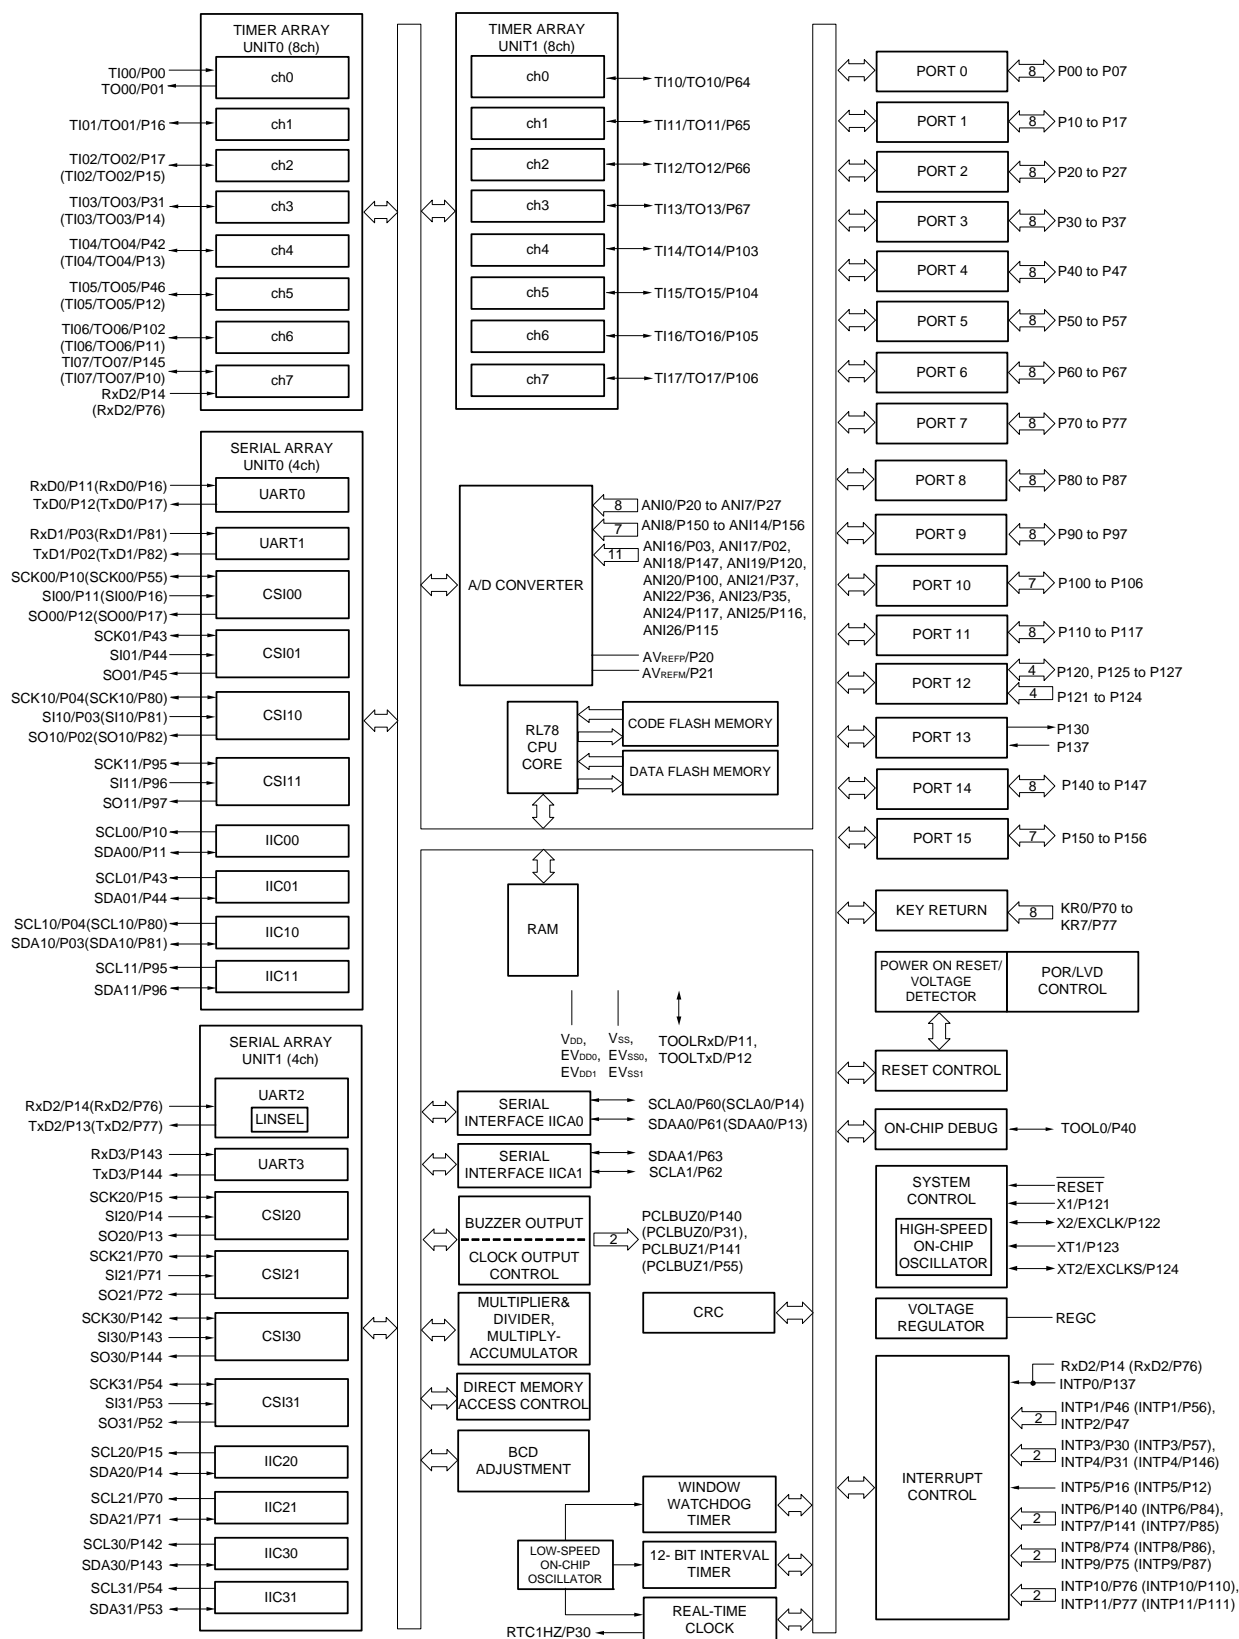 TIMER ARRAY
UNIT0 (8ch)
TI00/P00
TO00/P01
ch0
TI01/TO01/P16
ch1
TI02/TO02/P17
(TI02/TO02/P15)
ch2
TI03/TO03/P31
(TI03/TO03/P14)
ch3
TI04/TO04/P42
(TI04/TO04/P13)
ch4
TI05/TO05/P46
(TI05/TO05/P12)
ch5
TI06/TO06/P102
(TI06/TO06/P11)
ch6
TI07/TO07/P145
(TI07/TO07/P10)
ch7
RxD2/P14
(RxD2/P76)
SERIAL ARRAY
UNIT0 (4ch)
RxD0/P11(RxD0/P16)
TxD0/P12(TxD0/P17)
UART0
RxD1/P03(RxD1/P81)
TxD1/P02(TxD1/P82)
UART1
SCK00/P10(SCK00/P55)
SI00/P11(SI00/P16)
SO00/P12(SO00/P17)
CSI00
SCK01/P43
SI01/P44
SO01/P45
CSI01
SCK10/P04(SCK10/P80)
SI10/P03(SI10/P81)
SO10/P02(SO10/P82)
CSI10
SCK11/P95
SI11/P96
SO11/P97
CSI11
SCL00/P10
SDA00/P11
IIC00
SCL01/P43
SDA01/P44
IIC01
SCL10/P04(SCL10/P80)
SDA10/P03(SDA10/P81)
IIC10
SCL11/P95
SDA11/P96
IIC11
SERIAL ARRAY
UNIT1 (4ch)
RxD2/P14(RxD2/P76)
TxD2/P13(TxD2/P77)
UART2
LINSEL
RxD3/P143
TxD3/P144
UART3
SCK20/P15
SI20/P14
SO20/P13
CSI20
SCK21/P70
SI21/P71
SO21/P72
CSI21
SCK30/P142
SI30/P143
SO30/P144
CSI30
SCK31/P54
SI31/P53
SO31/P52
CSI31
SCL20/P15
SDA20/P14
IIC20
SCL21/P70
SDA21/P71
IIC21
SCL30/P142
SDA30/P143
IIC30
SCL31/P54
SDA31/P53
IIC31
TIMER ARRAY
UNIT1 (8ch)
ch0
TI10/TO10/P64
ch1
TI11/TO11/P65
ch2
TI12/TO12/P66
ch3
TI13/TO13/P67
ch4
TI14/TO14/P103
ch5
TI15/TO15/P104
ch6
TI16/TO16/P105
ch7
TI17/TO17/P106
A/D CONVERTER
8
ANI0/P20 to ANI7/P27
7
ANI8/P150 to ANI14/P156
11
ANI16/P03, ANI17/P02,
ANI18/P147, ANI19/P120,
ANI20/P100, ANI21/P37,
ANI22/P36, ANI23/P35,
ANI24/P117, ANI25/P116,
ANI26/P115
AVREFP/P20
AVREFM/P21
RL78
CPU
CORE
CODE FLASH MEMORY
DATA FLASH MEMORY
RAM
VDD,
EVDD0,
EVDD1
VSS,
EVSS0,
EVSS1
TOOLRxD/P11,
TOOLTxD/P12
SERIAL
INTERFACE IICA0
SCLA0/P60(SCLA0/P14)
SDAA0/P61(SDAA0/P13)
SERIAL
INTERFACE IICA1
SDAA1/P63
SCLA1/P62
BUZZER OUTPUT
CLOCK OUTPUT
CONTROL
2
PCLBUZ0/P140
(PCLBUZ0/P31),
PCLBUZ1/P141
(PCLBUZ1/P55)
MULTIPLIER&
DIVIDER,
MULTIPLY-
ACCUMULATOR
CRC
DIRECT MEMORY
ACCESS CONTROL
BCD
ADJUSTMENT
WINDOW
WATCHDOG
TIMER
LOW-SPEED
ON-CHIP
OSCILLATOR
12- BIT INTERVAL
TIMER
REAL-TIME
CLOCK
RTC1HZ/P30
PORT 0
8
P00 to P07
PORT 1
8
P10 to P17
PORT 2
8
P20 to P27
PORT 3
8
P30 to P37
PORT 4
8
P40 to P47
PORT 5
8
P50 to P57
PORT 6
8
P60 to P67
PORT 7
8
P70 to P77
PORT 8
8
P80 to P87
PORT 9
8
P90 to P97
PORT 10
7
P100 to P106
PORT 11
8
P110 to P117
PORT 12
4
P120, P125 to P127
4
P121 to P124
PORT 13
P130
P137
PORT 14
8
P140 to P147
PORT 15
7
P150 to P156
KEY RETURN
8
KR0/P70 to
KR7/P77
POWER ON RESET/
VOLTAGE
DETECTOR
POR/LVD
CONTROL
RESET CONTROL
ON-CHIP DEBUG
TOOL0/P40
SYSTEM
CONTROL
HIGH-SPEED
ON-CHIP
OSCILLATOR
RESET
X1/P121
X2/EXCLK/P122
XT1/P123
XT2/EXCLKS/P124
VOLTAGE
REGULATOR
REGC
INTERRUPT
CONTROL
RxD2/P14 (RxD2/P76)
INTP0/P137
2
INTP1/P46 (INTP1/P56),
INTP2/P47
2
INTP3/P30 (INTP3/P57),
INTP4/P31 (INTP4/P146)
INTP5/P16 (INTP5/P12)
2
INTP6/P140 (INTP6/P84),
INTP7/P141 (INTP7/P85)
2
INTP8/P74 (INTP8/P86),
INTP9/P75 (INTP9/P87)
2
INTP10/P76 (INTP10/P110),
INTP11/P77 (INTP11/P111)